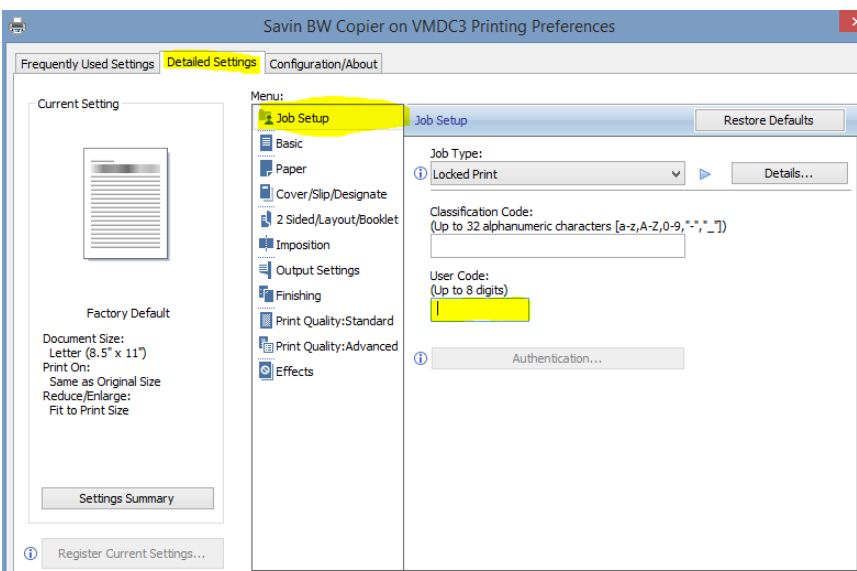 Savin BW Copier on VMDC3 Printing Preferences
Frequently Used Settings Detailed Settings Configuration/About
Current Setting
Factory Default
Document Size:
Letter (8.5" x 11")
Print On:
Same as Original Size
Reduce/Enlarge:
Fit to Print Size
Settings Summary
Register Current Settings...
Menu:
Job Setup
Basic
Paper
Cover/Slip/Designate
2 Sided/Layout/Booklet
Imposition
Output Settings
Finishing
Print Quality:Standard
Print Quality:Advanced
Effects
Job Setup
Restore Defaults
Job Type:
Locked Print
Details...
Classification Code:
(Up to 32 alphanumeric characters [a-z,A-Z,0-9,"-","_"])
User Code:
(Up to 8 digits)
Authentication...